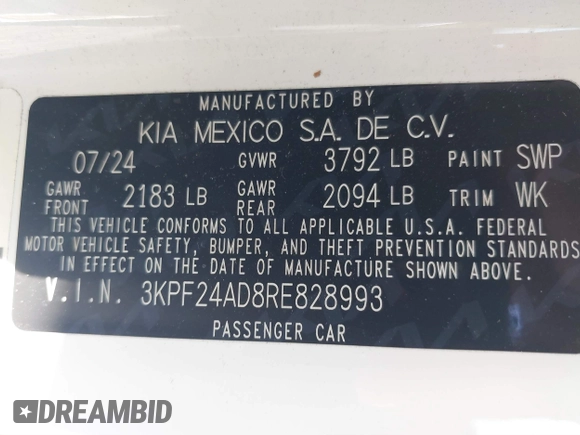 MANUFACTURED BY
KIA MEXICO S.A. DE C.V.
07/24 GVWR 3792 LB PAINT SWP
GAWR FRONT 2183 LB GAWR REAR 2094 LB TRIM WK
THIS VEHICLE CONFORMS TO ALL APPLICABLE U.S.A. FEDERAL
MOTOR VEHICLE SAFETY, BUMPER, AND THEFT PREVENTION STANDARDS
IN EFFECT ON THE DATE OF MANUFACTURE SHOWN ABOVE.
V.I.N. 3KPF24AD8RE828993
PASSENGER CAR
DREAMBID